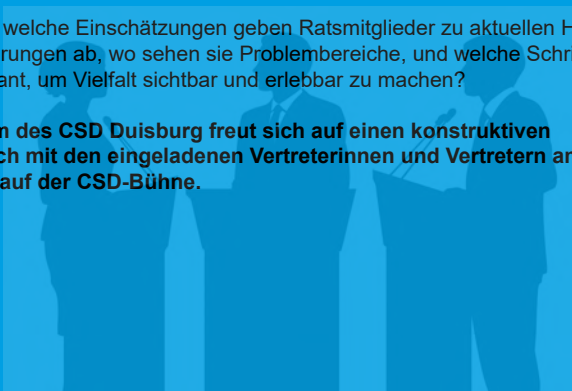 welche Einschätzungen geben Ratsmitglieder zu aktuellen H
rungen ab, wo sehen sie Problembereiche, und welche Schri
ant, um Vielfalt sichtbar und erlebbar zu machen?
m des CSD Duisburg freut sich auf einen konstruktiven
ch mit den eingeladenen Vertreterinnen und Vertretern an
auf der CSD-Bühne.